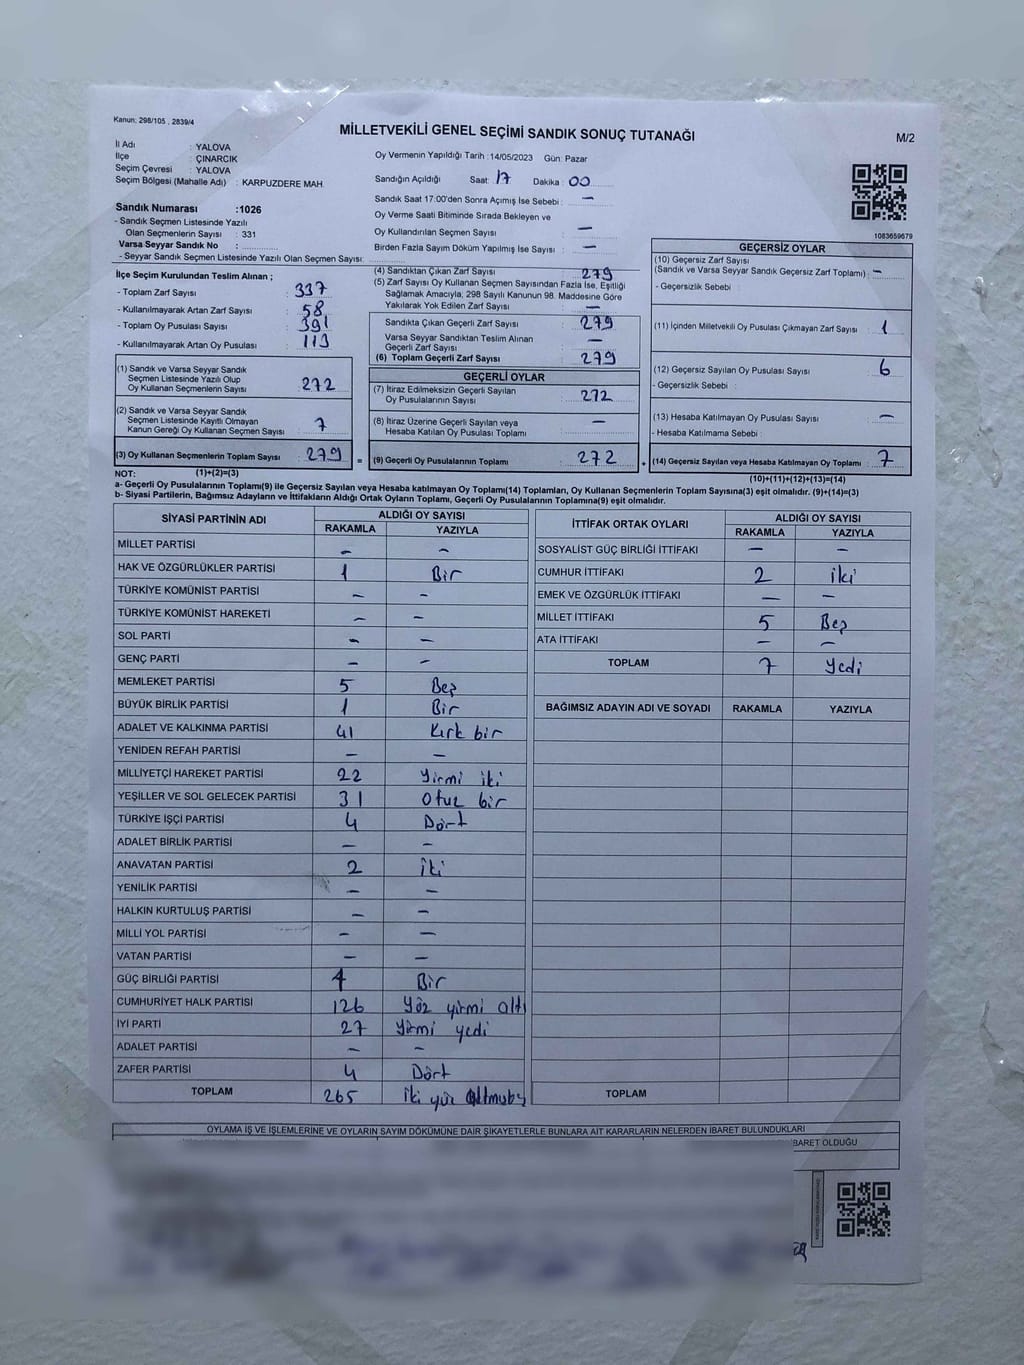 Kanun; 298/105 , 2839/4
MİLLETVEKİLİ GENEL SEÇİMİ SANDIK SONUÇ TUTANAĞI
M/2
İl Adı : YALOVA
İlçe : ÇINARCIK
Seçim Çevresi : YALOVA
Seçim Bölgesi (Mahalle Adı) : KARPUZDERE MAH.
Oy Vermenin Yapıldığı Tarih :14/05/2023 Gün: Pazar
Sandığın Açıldığı Saat: 17 Dakika : 00
Sandık Saat 17:00'den Sonra Açımış İse Sebebi : —
Oy Verme Saati Bitiminde Sırada Bekleyen ve
Oy Kullandırılan Seçmen Sayısı : —
Birden Fazla Sayım Döküm Yapılmış İse Sayısı : —
1083659679
Sandık Numarası :1026
- Sandık Seçmen Listesinde Yazılı
Olan Seçmenlerin Sayısı : 331
Varsa Seyyar Sandık No :
- Seyyar Sandık Seçmen Listesinde Yazılı Olan Seçmen Sayısı:
İlçe Seçim Kurulundan Teslim Alınan ;
- Toplam Zarf Sayısı : 337
- Kullanılmayarak Artan Zarf Sayısı : 58
- Toplam Oy Pusulası Sayısı : 391
- Kullanılmayarak Artan Oy Pusulası : 113
(1) Sandık ve Varsa Seyyar Sandık
Seçmen Listesinde Yazılı Olup
Oy Kullanan Seçmenlerin Sayısı : 272
(2) Sandık ve Varsa Seyyar Sandık
Seçmen Listesinde Kayıtlı Olmayan
Kanun Gereği Oy Kullanan Seçmen Sayısı : 7
(3) Oy Kullanan Seçmenlerin Toplam Sayısı : 279
(4) Sandıktan Çıkan Zarf Sayısı : 279
(5) Zarf Sayısı Oy Kullanan Seçmen Sayısından Fazla İse, Eşitliği
Sağlamak Amacıyla; 298 Sayılı Kanunun 98. Maddesine Göre
Yakılarak Yok Edilen Zarf Sayısı : —
Sandıkta Çıkan Geçerli Zarf Sayısı : 279
Varsa Seyyar Sandıktan Teslim Alınan
Geçerli Zarf Sayısı : —
(6) Toplam Geçerli Zarf Sayısı : 279
GEÇERLİ OYLAR
(7) İtiraz Edilmeksizin Geçerli Sayılan
Oy Pusulalarının Sayısı : 272
(8) İtiraz Üzerine Geçerli Sayılan veya
Hesaba Katılan Oy Pusulası Toplamı : —
= (9) Geçerli Oy Pusulalarının Toplamı : 272
GEÇERSİZ OYLAR
(10) Geçersiz Zarf Sayısı
(Sandık ve Varsa Seyyar Sandık Geçersiz Zarf Toplamı) : —
- Geçersizlik Sebebi :
(11) İçinden Milletvekili Oy Pusulası Çıkmayan Zarf Sayısı : 1
(12) Geçersiz Sayılan Oy Pusulası Sayısı : 6
- Geçersizlik Sebebi :
(13) Hesaba Katılmayan Oy Pusulası Sayısı : —
- Hesaba Katılmama Sebebi :
+ (14) Geçersiz Sayılan veya Hesaba Katılmayan Oy Toplamı : 7
NOT: (1)+(2)=(3)
(10)+(11)+(12)+(13)=(14)
a- Geçerli Oy Pusulalarının Toplamı(9) ile Geçersiz Sayılan veya Hesaba katılmayan Oy Toplamı(14) Toplamları, Oy Kullanan Seçmenlerin Toplam Sayısına(3) eşit olmalıdır. (9)+(14)=(3)
b- Siyasi Partilerin, Bağımsız Adayların ve İttifakların Aldığı Ortak Oyların Toplamı, Geçerli Oy Pusulalarının Toplamına(9) eşit olmalıdır.
SİYASİ PARTİNİN ADI ALDIĞI OY SAYISI
RAKAMLA YAZIYLA
MİLLET PARTİSİ — —
HAK VE ÖZGÜRLÜKLER PARTİSİ 1 Bir
TÜRKİYE KOMÜNİST PARTİSİ — —
TÜRKİYE KOMÜNİST HAREKETİ — —
SOL PARTİ — —
GENÇ PARTİ — —
MEMLEKET PARTİSİ 5 Beş
BÜYÜK BİRLİK PARTİSİ 1 Bir
ADALET VE KALKINMA PARTİSİ 41 Kırk bir
YENİDEN REFAH PARTİSİ — —
MİLLİYETÇİ HAREKET PARTİSİ 22 Yirmi iki
YEŞİLLER VE SOL GELECEK PARTİSİ 31 Otuz bir
TÜRKİYE İŞÇİ PARTİSİ 4 Dört
ADALET BİRLİK PARTİSİ — —
ANAVATAN PARTİSİ 2 İki
YENİLİK PARTİSİ — —
HALKIN KURTULUŞ PARTİSİ — —
MİLLİ YOL PARTİSİ — —
VATAN PARTİSİ — —
GÜÇ BİRLİĞİ PARTİSİ 1 Bir
CUMHURİYET HALK PARTİSİ 126 Yüz yirmi altı
İYİ PARTİ 27 Yirmi yedi
ADALET PARTİSİ — —
ZAFER PARTİSİ 4 Dört
TOPLAM 265 İki yüz
İTTİFAK ORTAK OYLARI ALDIĞI OY SAYISI
RAKAMLA YAZIYLA
SOSYALİST GÜÇ BİRLİĞİ İTTİFAKI — —
CUMHUR İTTİFAKI 2 iki
EMEK VE ÖZGÜRLÜK İTTİFAKI — —
MİLLET İTTİFAKI 5 Beş
ATA İTTİFAKI — —
TOPLAM 7 Yedi
BAĞIMSIZ ADAYIN ADI VE SOYADI RAKAMLA YAZIYLA
TOPLAM
OYLAMA İŞ VE İŞLEMLERİNE VE OYLARIN SAYIM DÖKÜMÜNE DAİR ŞİKAYETLERLE BUNLARA AİT KARARLARIN NELERDEN İBARET BULUNDUKLARI
BARET OLDUĞU